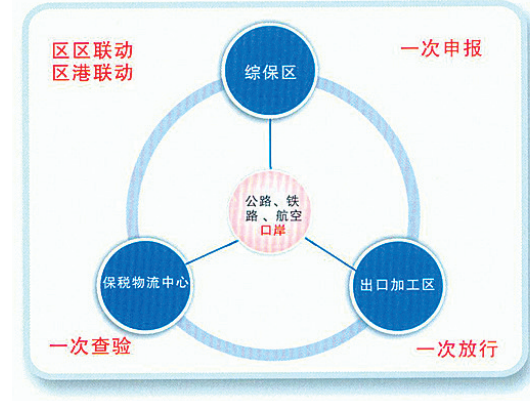 区区联动
区港联动
一次申报
综保区
公路、铁
路、航空
口岸
保税物流中心
出口加工区
一次查验
一次放行